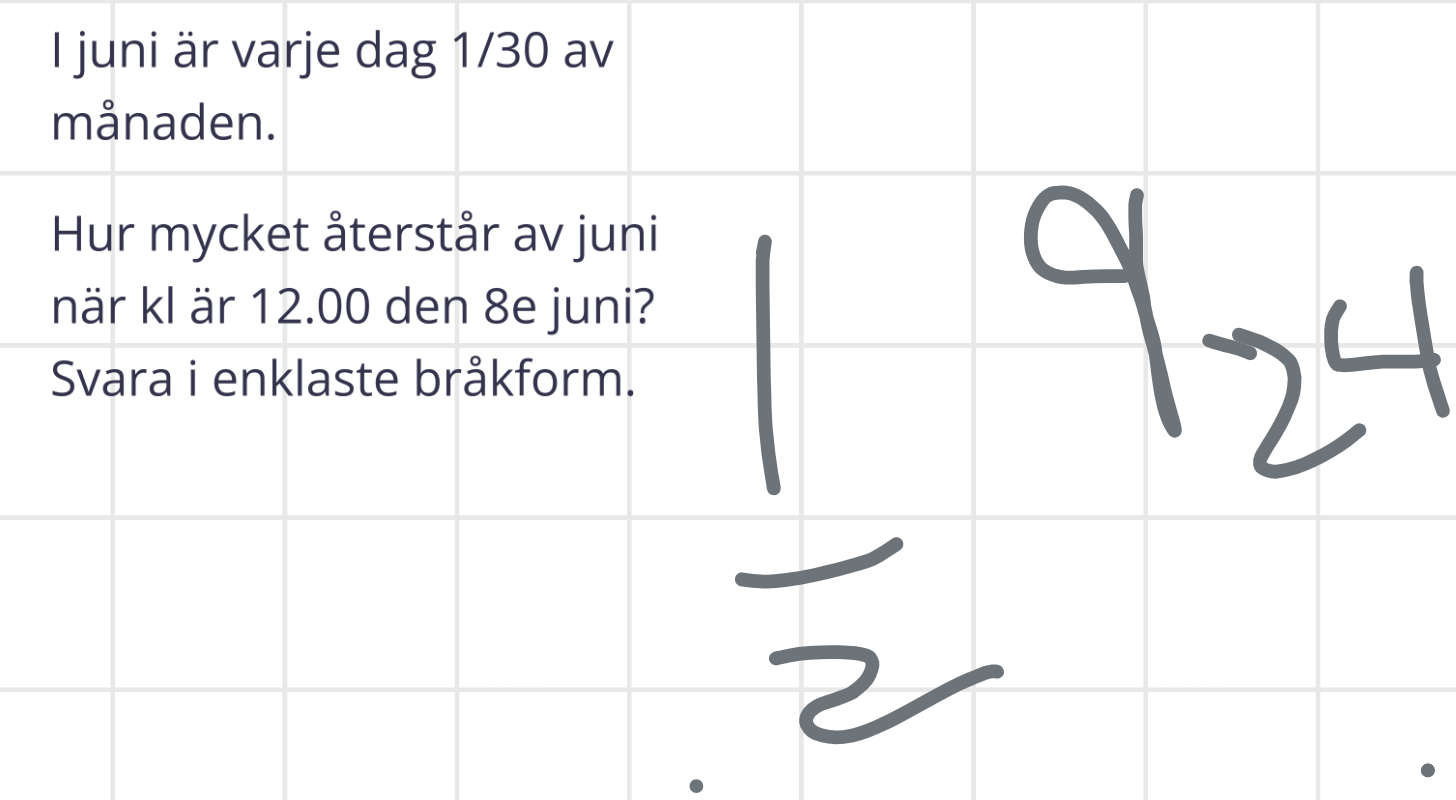 I juni är varje dag 1/30 av
månaden.
Hur mycket återstår av juni
när kl är 12.00 den 8e juni?
Svara i enklaste bråkform.
1
—
2
9-24